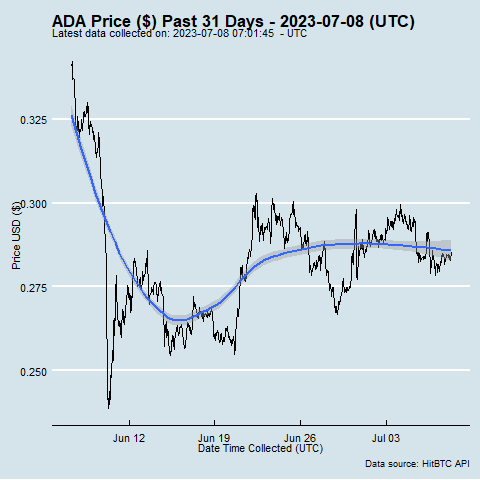 ADA Price ($) Past 31 Days - 2023-07-08 (UTC)
Latest data collected on: 2023-07-08 07:01:45 - UTC
Price USD ($)
0.325
0.300
0.275
0.250
Jun 12 Jun 19 Jun 26 Jul 03
Date Time Collected (UTC)
Data source: HitBTC API